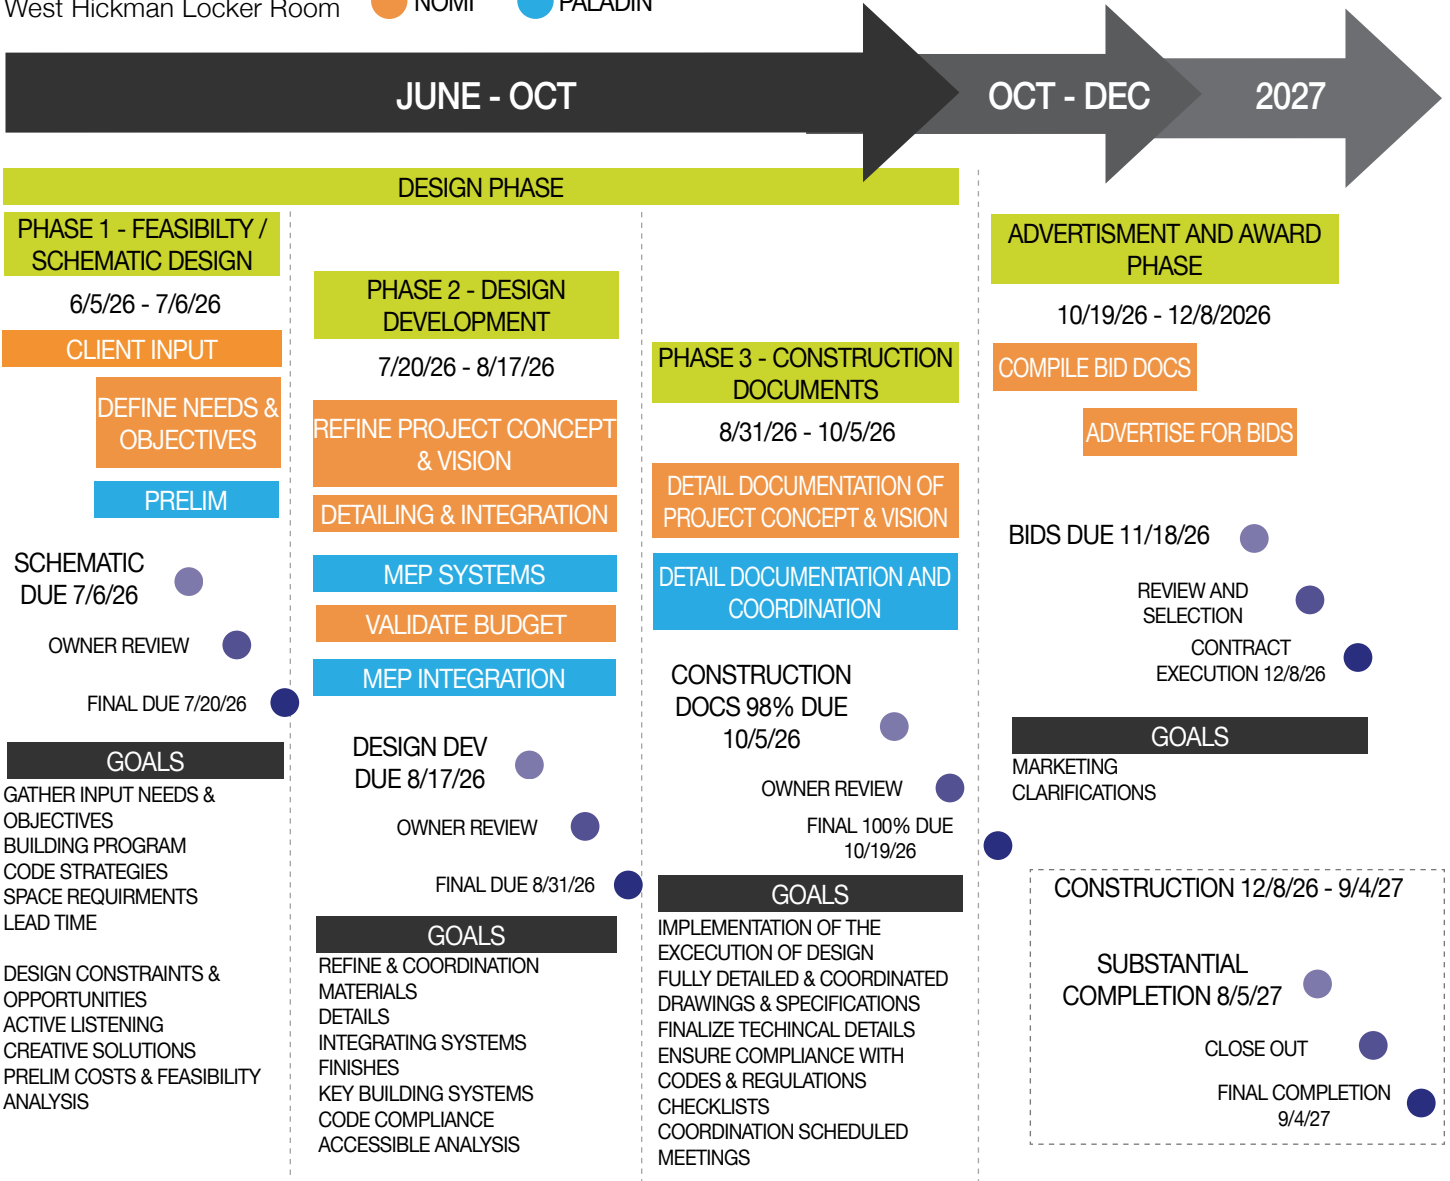 West Hickman Locker Room
NOMI
PALADIN
JUNE - OCT
OCT - DEC
2027
DESIGN PHASE
PHASE 1 - FEASIBILTY /
SCHEMATIC DESIGN
6/5/26 - 7/6/26
CLIENT INPUT
DEFINE NEEDS &
OBJECTIVES
PRELIM
SCHEMATIC
DUE 7/6/26
OWNER REVIEW
FINAL DUE 7/20/26
GOALS
GATHER INPUT NEEDS &
OBJECTIVES
BUILDING PROGRAM
CODE STRATEGIES
SPACE REQUIRMENTS
LEAD TIME
DESIGN CONSTRAINTS &
OPPORTUNITIES
ACTIVE LISTENING
CREATIVE SOLUTIONS
PRELIM COSTS & FEASIBILITY
ANALYSIS
PHASE 2 - DESIGN
DEVELOPMENT
7/20/26 - 8/17/26
REFINE PROJECT CONCEPT
& VISION
DETAILING & INTEGRATION
MEP SYSTEMS
VALIDATE BUDGET
MEP INTEGRATION
DESIGN DEV
DUE 8/17/26
OWNER REVIEW
FINAL DUE 8/31/26
GOALS
REFINE & COORDINATION
MATERIALS
DETAILS
INTEGRATING SYSTEMS
FINISHES
KEY BUILDING SYSTEMS
CODE COMPLIANCE
ACCESSIBLE ANALYSIS
PHASE 3 - CONSTRUCTION
DOCUMENTS
8/31/26 - 10/5/26
DETAIL DOCUMENTATION OF
PROJECT CONCEPT & VISION
DETAIL DOCUMENTATION AND
COORDINATION
CONSTRUCTION
DOCS 98% DUE
10/5/26
OWNER REVIEW
FINAL 100% DUE
10/19/26
GOALS
IMPLEMENTATION OF THE
EXCECUTION OF DESIGN
FULLY DETAILED & COORDINATED
DRAWINGS & SPECIFICATIONS
FINALIZE TECHINCAL DETAILS
ENSURE COMPLIANCE WITH
CODES & REGULATIONS
CHECKLISTS
COORDINATION SCHEDULED
MEETINGS
ADVERTISMENT AND AWARD
PHASE
10/19/26 - 12/8/2026
COMPILE BID DOCS
ADVERTISE FOR BIDS
BIDS DUE 11/18/26
REVIEW AND
SELECTION
CONTRACT
EXECUTION 12/8/26
GOALS
MARKETING
CLARIFICATIONS
CONSTRUCTION 12/8/26 - 9/4/27
SUBSTANTIAL
COMPLETION 8/5/27
CLOSE OUT
FINAL COMPLETION
9/4/27